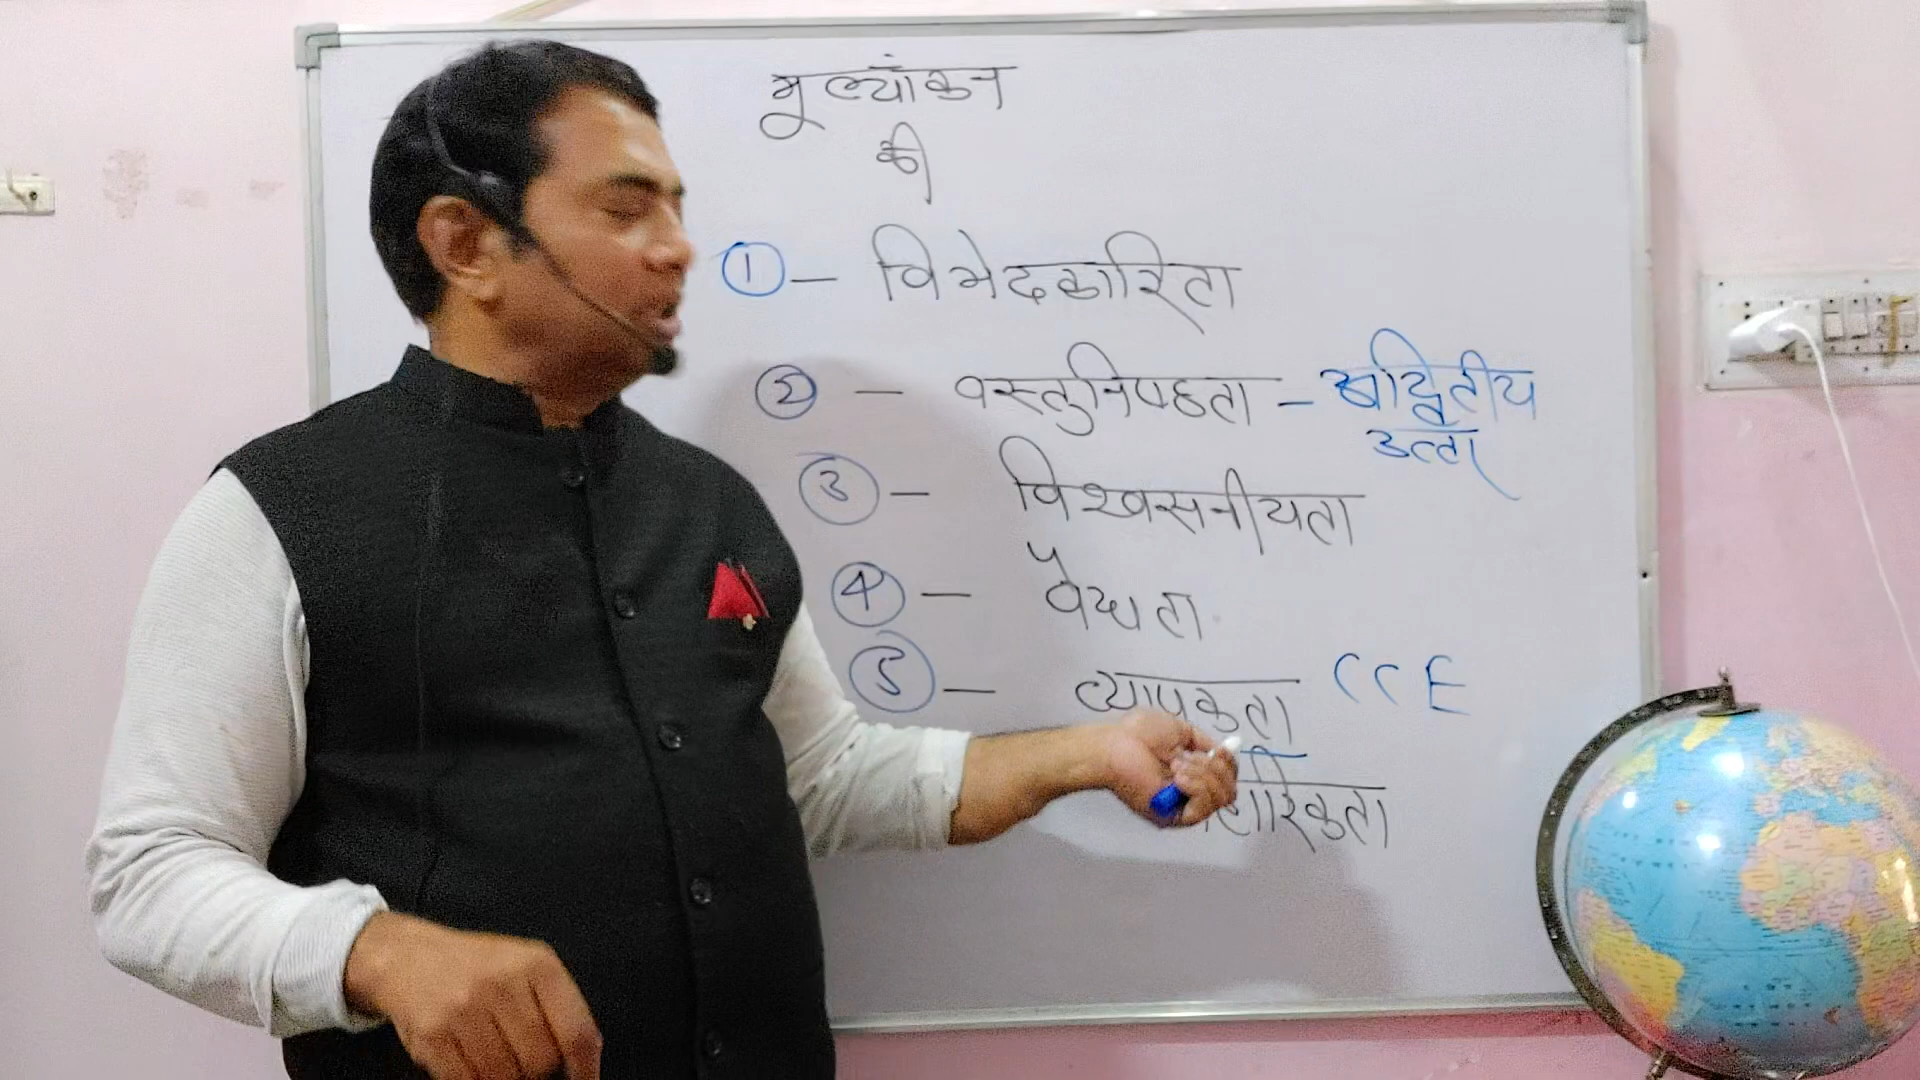 मूल्यांकन
की
① – विभेदकारिता
② – वस्तुनिष्ठता – अद्वितीय
उत्तर
③ – विश्वसनीयता
④ – वैधता
⑤ – व्यापकता CCE